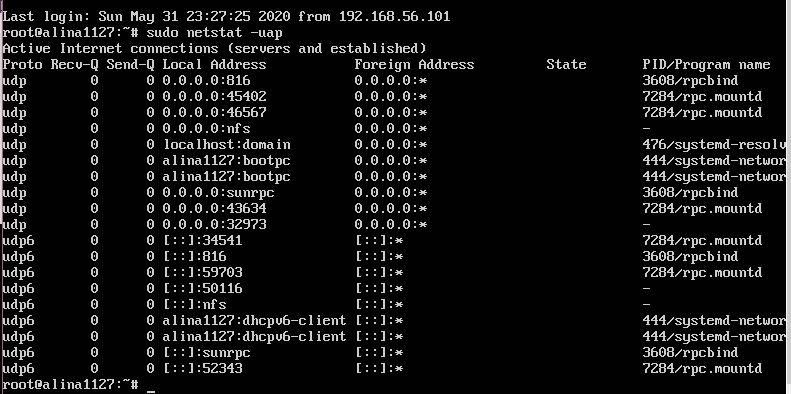 Last login: Sun May 31 23:27:25 2020 from 192.168.56.101
root@alina1127:~# sudo netstat -uap
Active Internet connections (servers and established)
Proto Recv-Q Send-Q Local Address           Foreign Address         State       PID/Program name
udp        0      0 0.0.0.0:816             0.0.0.0:*                           3608/rpcbind
udp        0      0 0.0.0.0:45402           0.0.0.0:*                           7284/rpc.mountd
udp        0      0 0.0.0.0:46567           0.0.0.0:*                           7284/rpc.mountd
udp        0      0 0.0.0.0:nfs             0.0.0.0:*                           -
udp        0      0 localhost:domain        0.0.0.0:*                           476/systemd-resolv
udp        0      0 alina1127:bootpc        0.0.0.0:*                           444/systemd-networ
udp        0      0 alina1127:bootpc        0.0.0.0:*                           444/systemd-networ
udp        0      0 0.0.0.0:sunrpc          0.0.0.0:*                           3608/rpcbind
udp        0      0 0.0.0.0:43634           0.0.0.0:*                           7284/rpc.mountd
udp        0      0 0.0.0.0:32973           0.0.0.0:*                           -
udp6       0      0 [::]:34541              [::]:*                              7284/rpc.mountd
udp6       0      0 [::]:816                [::]:*                              3608/rpcbind
udp6       0      0 [::]:59703              [::]:*                              7284/rpc.mountd
udp6       0      0 [::]:50116              [::]:*                              -
udp6       0      0 [::]:nfs                [::]:*                              -
udp6       0      0 alina1127:dhcpv6-client [::]:*                              444/systemd-networ
udp6       0      0 alina1127:dhcpv6-client [::]:*                              444/systemd-networ
udp6       0      0 [::]:sunrpc             [::]:*                              3608/rpcbind
udp6       0      0 [::]:52343              [::]:*                              7284/rpc.mountd
root@alina1127:~# _